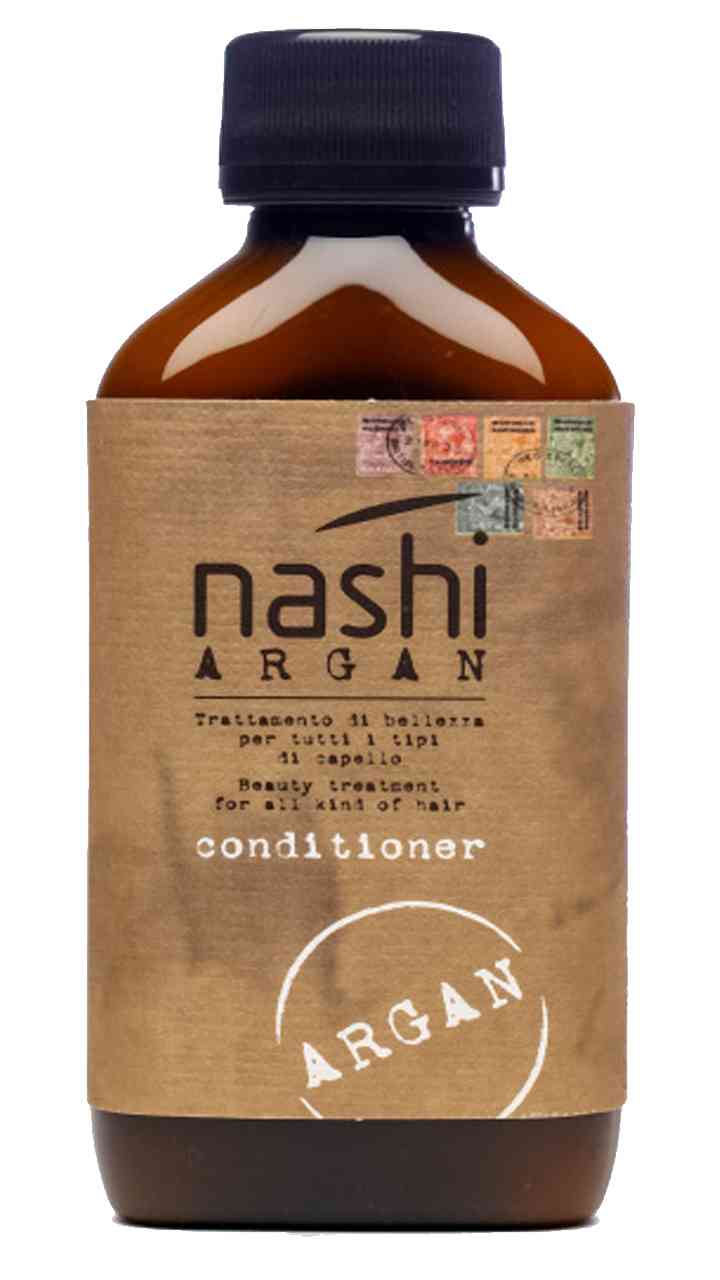 nashi
ARGAN
Trattamento di bellezza
per tutti i tipi
di capello
Beauty treatment
for all kind of hair
conditioner
ARGAN